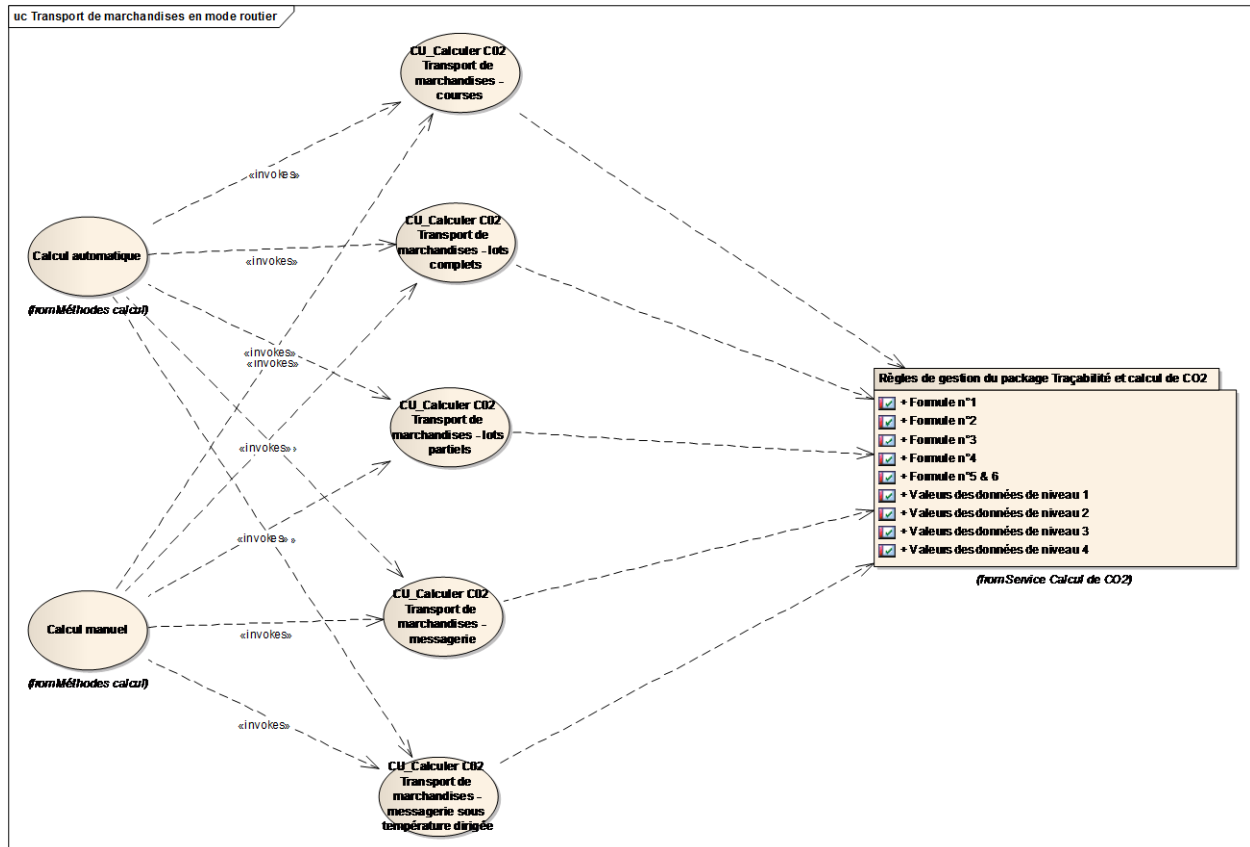 uc Transport de marchandises en mode routier
CU_Calculer C02
Transport de
marchandises -
courses
«invokes»
CU_Calculer C02
Transport de
marchandises - lots
complets
Calcul automatique
«invokes»
(from Méthodes calcul)
«invokes»
«invokes»
Règles de gestion du package Traçabilité et calcul de CO2
+ Formule n°1
+ Formule n°2
+ Formule n°3
+ Formule n°4
+ Formule n°5 & 6
+ Valeurs des données de niveau 1
+ Valeurs des données de niveau 2
+ Valeurs des données de niveau 3
+ Valeurs des données de niveau 4
(from Service Calcul de CO2)
CU_Calculer C02
Transport de
marchandises - lots
partiels
«invokes»
«invokes»
CU_Calculer C02
Transport de
marchandises -
messagerie
Calcul manuel
«invokes»
(from Méthodes calcul)
«invokes»
CU_Calculer C02
Transport de
marchandises -
messagerie sous
température dirigée